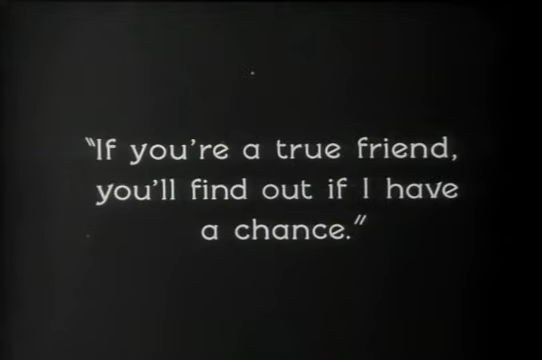 "If you're a true friend,
you'll find out if I have
a chance."